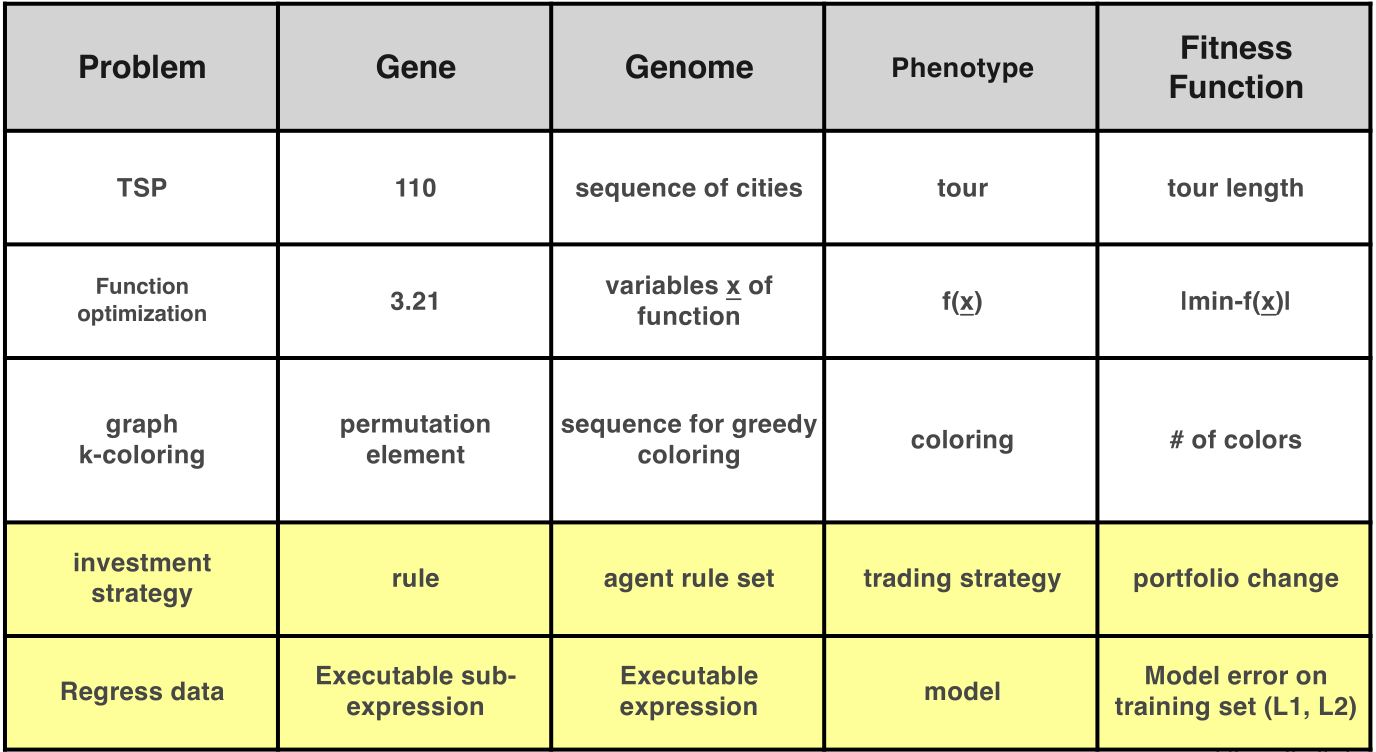 Problem
Gene
Genome
Phenotype
Fitness
Function
TSP
110
sequence of cities
tour
tour length
Function
optimization
3.21
variables x of
function
f(x)
|min-f(x)|
graph
k-coloring
permutation
element
sequence for greedy
coloring
coloring
# of colors
investment
strategy
rule
agent rule set
trading strategy
portfolio change
Regress data
Executable sub-
expression
Executable
expression
model
Model error on
training set (L1, L2)